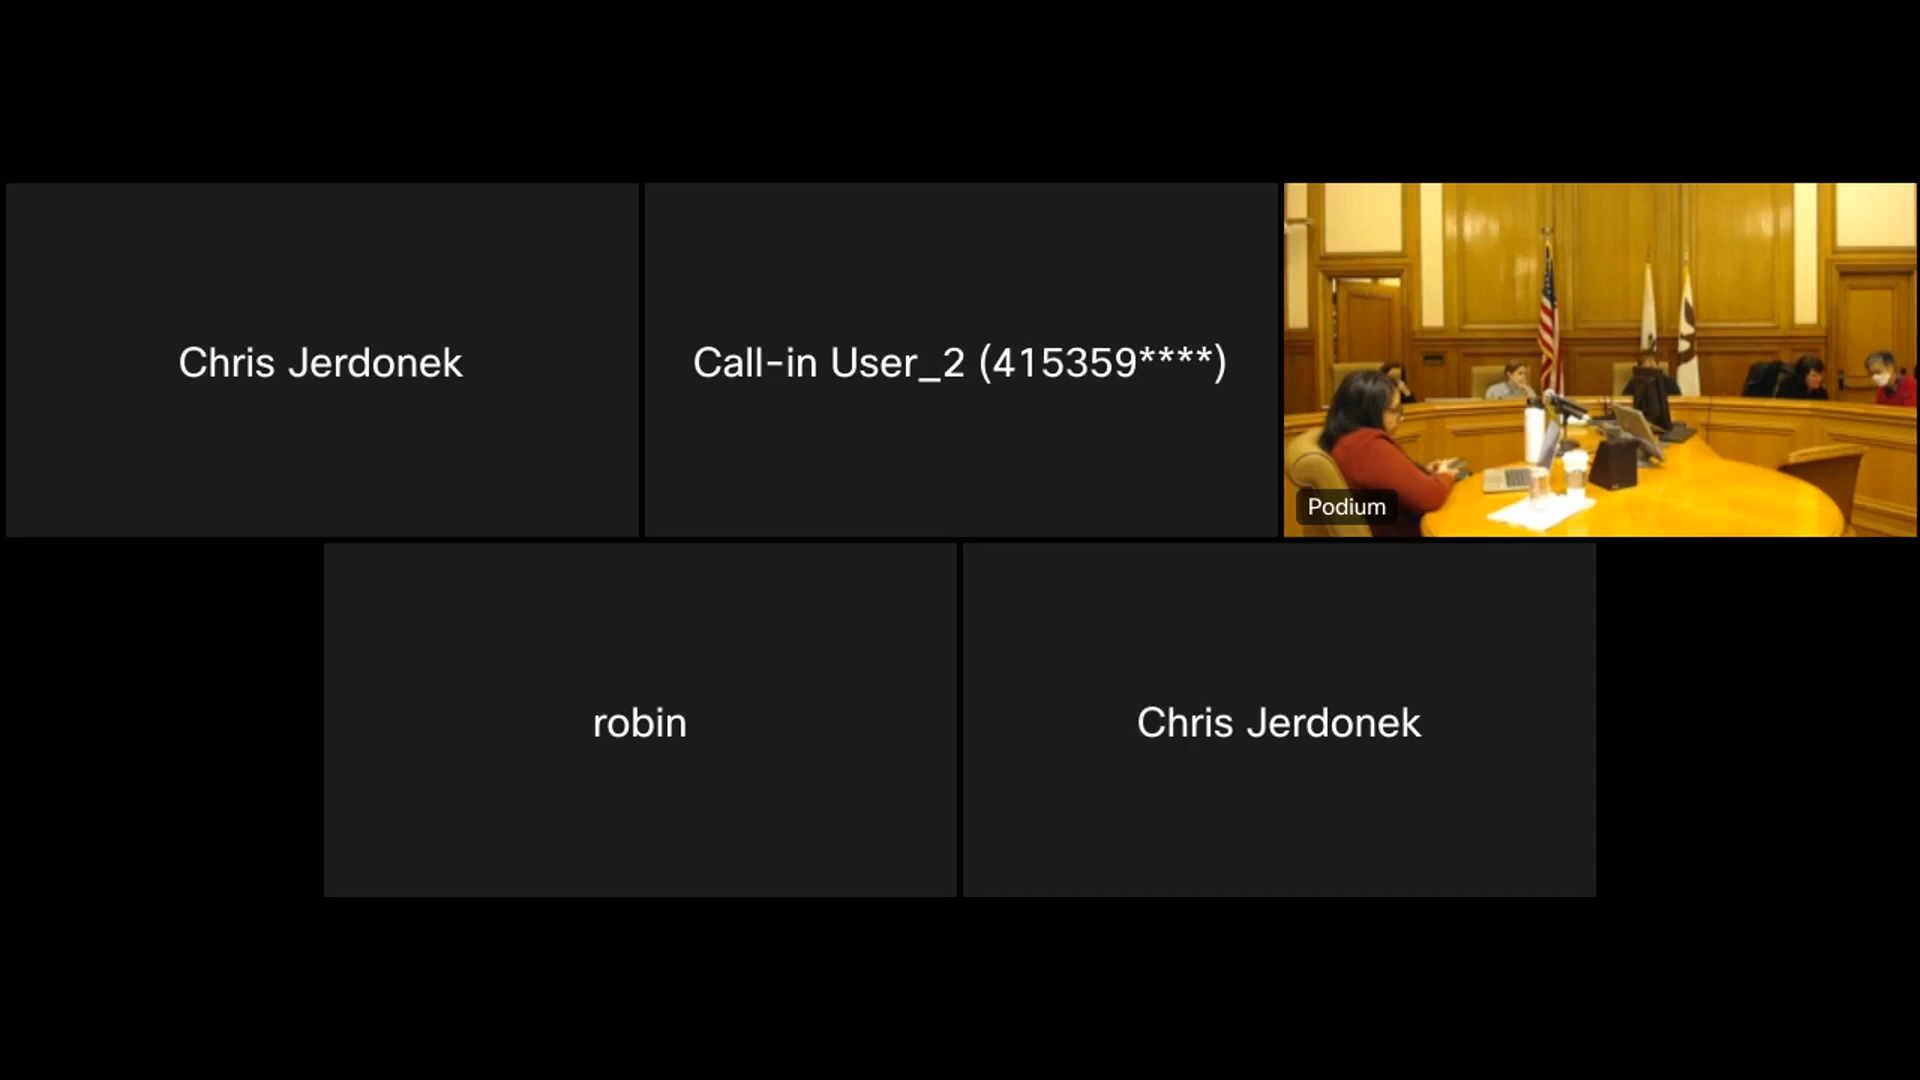 Chris Jerdonek
Call-in User_2 (415359****)
Podium
robin
Chris Jerdonek